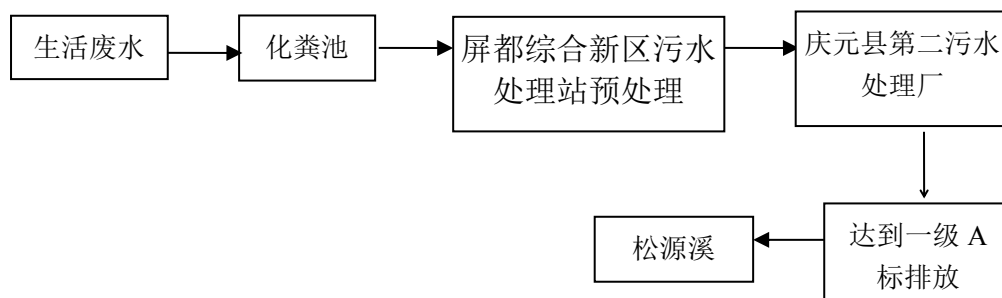 生活废水
化粪池
屏都综合新区污水
处理站预处理
庆元县第二污水
处理厂
达到一级 A
标排放
松源溪